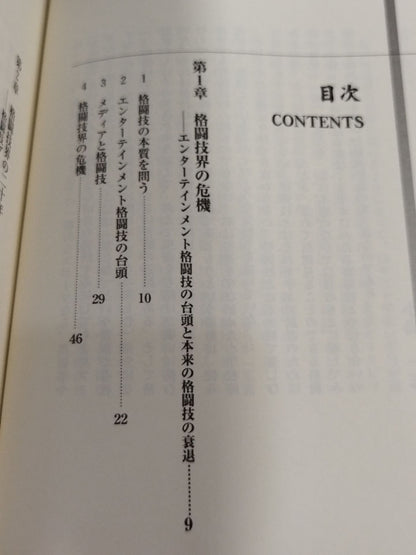 目次
CONTENTS
第1章 格闘技界の危機
――エンターテインメント格闘技の台頭と本来の格闘技の衰退…………9
1 格闘技の本質を問う…………10
2 エンターテインメント格闘技の台頭…………22
3 メディアと格闘技…………29
4 格闘技界の危機…………46